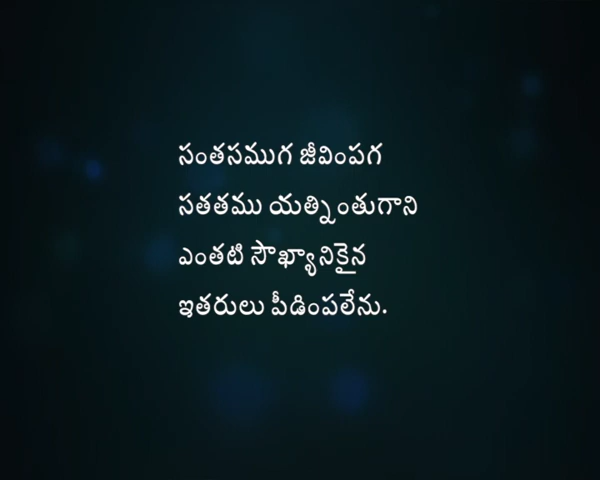 సంతసముగ జీవింపగ
సతతము యత్నింతుగాని
ఎంతటి సౌఖ్యానికైన
ఇతరులు పీడింపలేను.